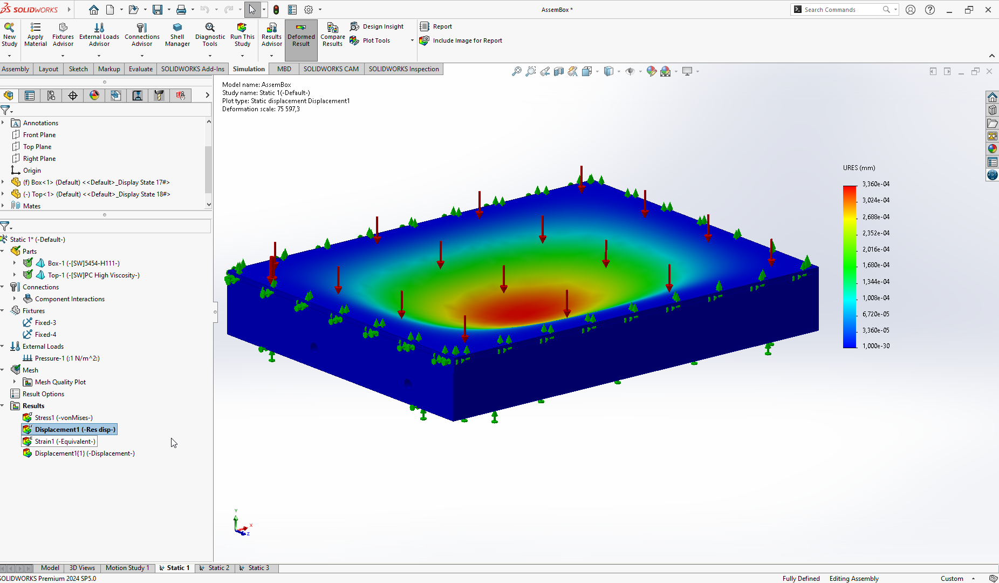 SOLIDWORKS
AssemBox *
Search Commands
New Study
Apply Material
Fixtures Advisor
External Loads Advisor
Connections Advisor
Shell Manager
Diagnostic Tools
Run This Study
Results Advisor
Deformed Result
Compare Results
Design Insight
Plot Tools
Report
Include Image for Report
Assembly
Layout
Sketch
Markup
Evaluate
SOLIDWORKS Add-Ins
Simulation
MBD
SOLIDWORKS CAM
SOLIDWORKS Inspection
Annotations
Front Plane
Top Plane
Right Plane
Origin
(f) Box<1> (Default) <<Default>_Display State 17#>
(-) Top<1> (Default) <<Default>_Display State 18#>
Mates
Static 1* (-Default-)
Parts
Box-1 (-[SW]5454-H111-)
Top-1 (-[SW]PC High Viscosity-)
Connections
Component Interactions
Fixtures
Fixed-3
Fixed-4
External Loads
Pressure-1 (:1 N/m^2:)
Mesh
Mesh Quality Plot
Result Options
Results
Stress1 (-vonMises-)
Displacement1 (-Res disp-)
Strain1 (-Equivalent-)
Displacement1{1} (-Displacement-)
Model name: AssemBox
Study name: Static 1(-Default-)
Plot type: Static displacement Displacement1
Deformation scale: 75 597,3
URES (mm)
3,360e-04
3,024e-04
2,688e-04
2,352e-04
2,016e-04
1,680e-04
1,344e-04
1,008e-04
6,720e-05
3,360e-05
1,000e-30
Y
X
Z
Model
3D Views
Motion Study 1
Static 1
Static 2
Static 3
SOLIDWORKS Premium 2024 SP5.0
Fully Defined
Editing Assembly
Custom